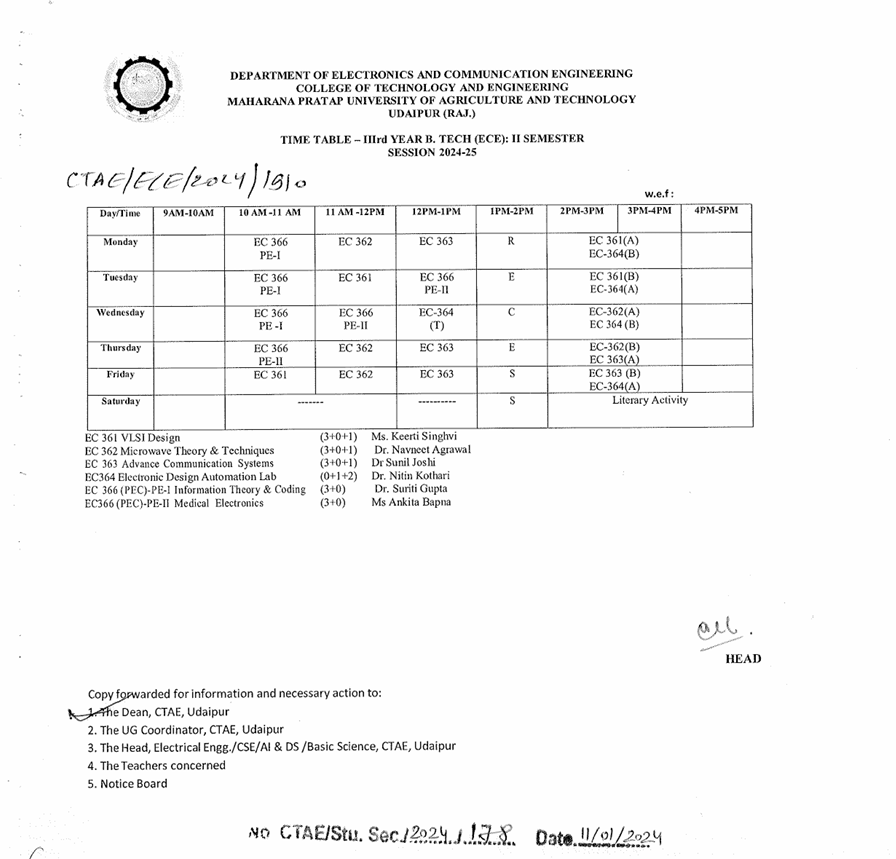 DEPARTMENT OF ELECTRONICS AND COMMUNICATION ENGINEERING
COLLEGE OF TECHNOLOGY AND ENGINEERING
MAHARANA PRATAP UNIVERSITY OF AGRICULTURE AND TECHNOLOGY
UDAIPUR (RAJ.)
TIME TABLE – IIIrd YEAR B. TECH (ECE): II SEMESTER
SESSION 2024-25
CTAE/ECE/2024/1910
w.e.f :
Day/Time 9AM-10AM 10 AM -11 AM 11 AM -12PM 12PM-1PM 1PM-2PM 2PM-3PM 3PM-4PM 4PM-5PM
Monday EC 366 EC 362 EC 363 R EC 361(A)
PE-I EC-364(B)
Tuesday EC 366 EC 361 EC 366 E EC 361(B)
PE-I PE-II EC-364(A)
Wednesday EC 366 EC 366 EC-364 C EC-362(A)
PE -I PE-II (T) EC 364 (B)
Thursday EC 366 EC 362 EC 363 E EC-362(B)
PE-II EC 363(A)
Friday EC 361 EC 362 EC 363 S EC 363 (B)
EC-364(A)
Saturday ------- ---------- S Literary Activity
EC 361 VLSI Design (3+0+1) Ms. Keerti Singhvi
EC 362 Microwave Theory & Techniques (3+0+1) Dr. Navneet Agrawal
EC 363 Advance Communication Systems (3+0+1) Dr Sunil Joshi
EC364 Electronic Design Automation Lab (0+1+2) Dr. Nitin Kothari
EC 366 (PEC)-PE-I Information Theory & Coding (3+0) Dr. Suriti Gupta
EC366 (PEC)-PE-II Medical Electronics (3+0) Ms Ankita Bapna
HEAD
Copy forwarded for information and necessary action to:
1. The Dean, CTAE, Udaipur
2. The UG Coordinator, CTAE, Udaipur
3. The Head, Electrical Engg./CSE/AI & DS /Basic Science, CTAE, Udaipur
4. The Teachers concerned
5. Notice Board
NO CTAE/Stu. Sec./2024/178 Date 11/01/2024